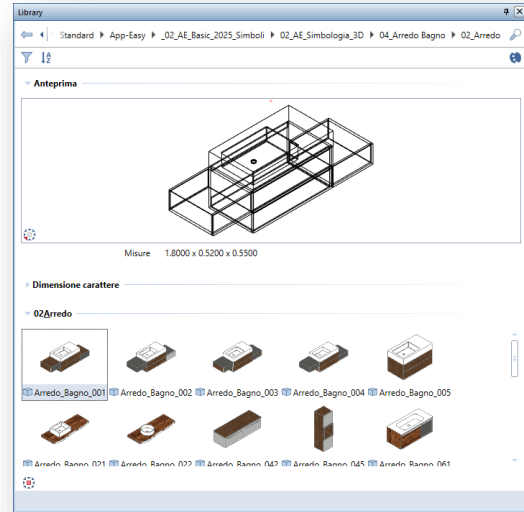 Library
Standard App-Easy _02_AE_Basic_2025_Simboli 02_AE_Simbologia_3D 04_Arredo Bagno 02_Arredo
Anteprima
Misure 1.8000 x 0.5200 x 0.5500
Dimensione carattere
02Arredo
Arredo_Bagno_001 Arredo_Bagno_002 Arredo_Bagno_003 Arredo_Bagno_004 Arredo_Bagno_005
Arredo_Bagno_021 Arredo_Bagno_022 Arredo_Bagno_042 Arredo_Bagno_045 Arredo_Bagno_061